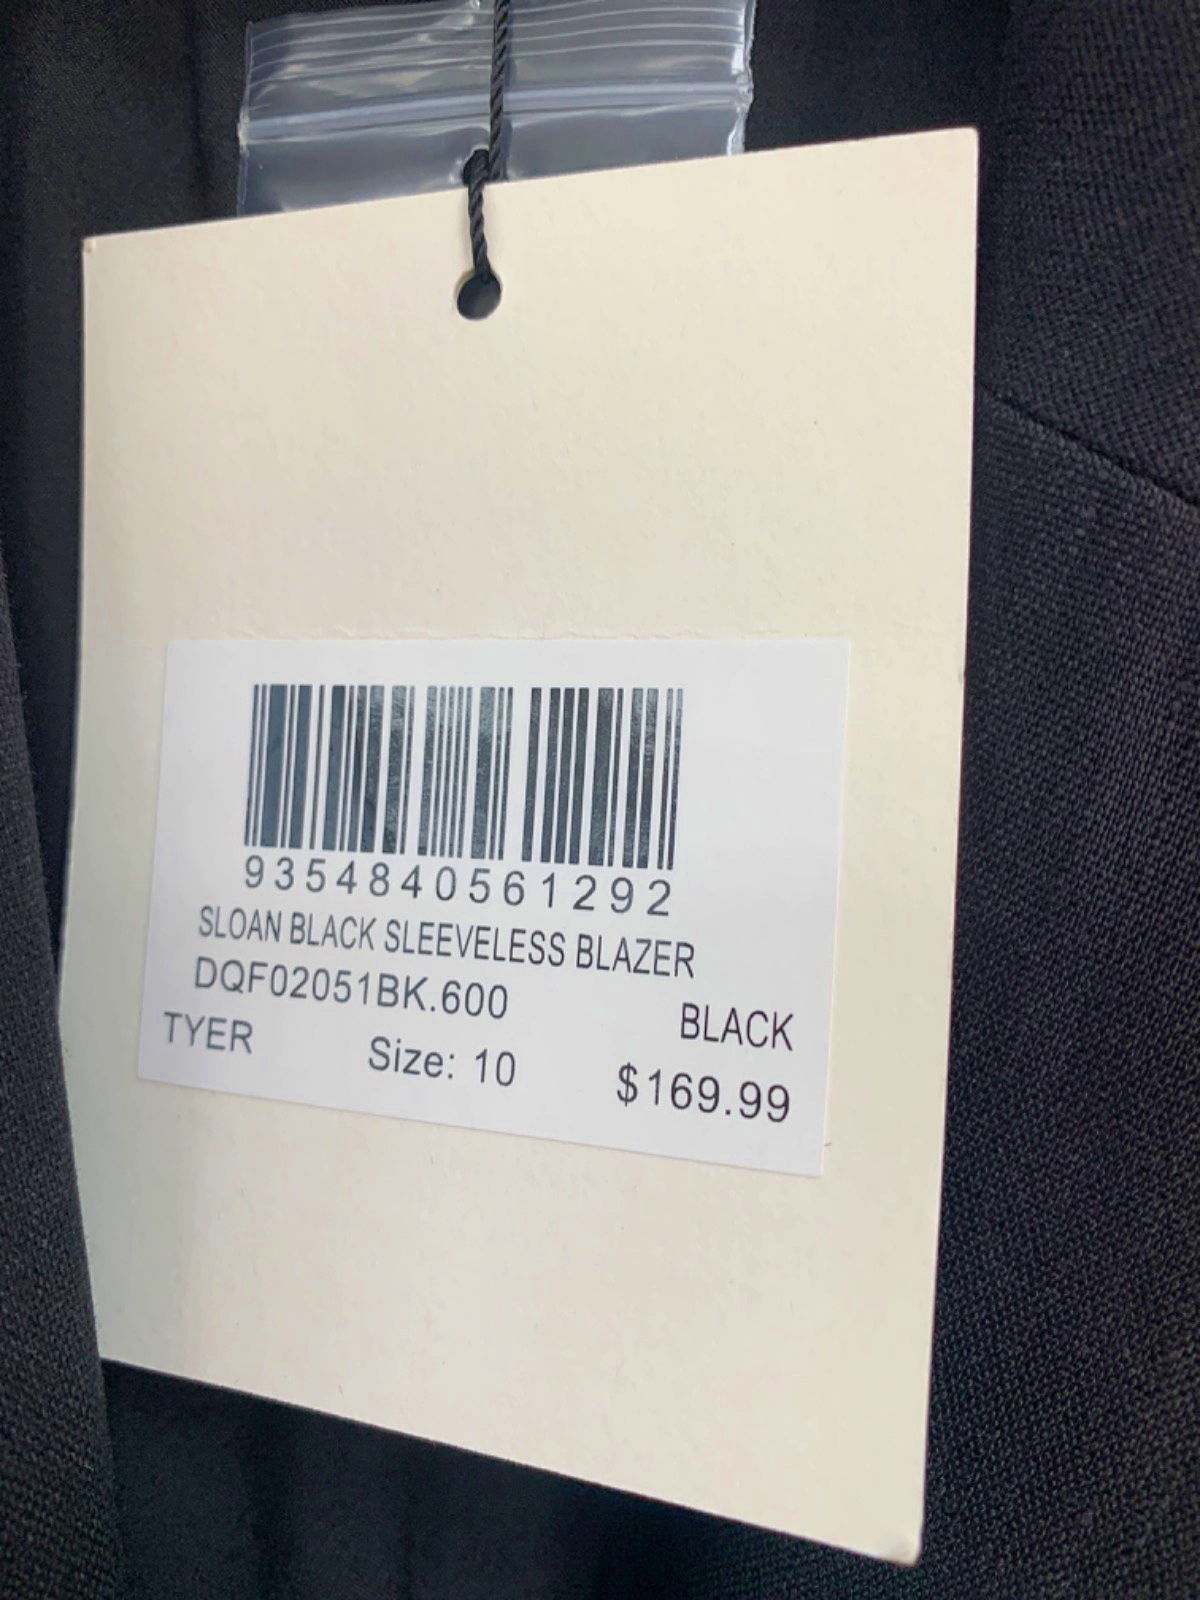 9354840561292
SLOAN BLACK SLEEVELESS BLAZER
DQF02051BK.600
BLACK
TYER Size: 10 $169.99